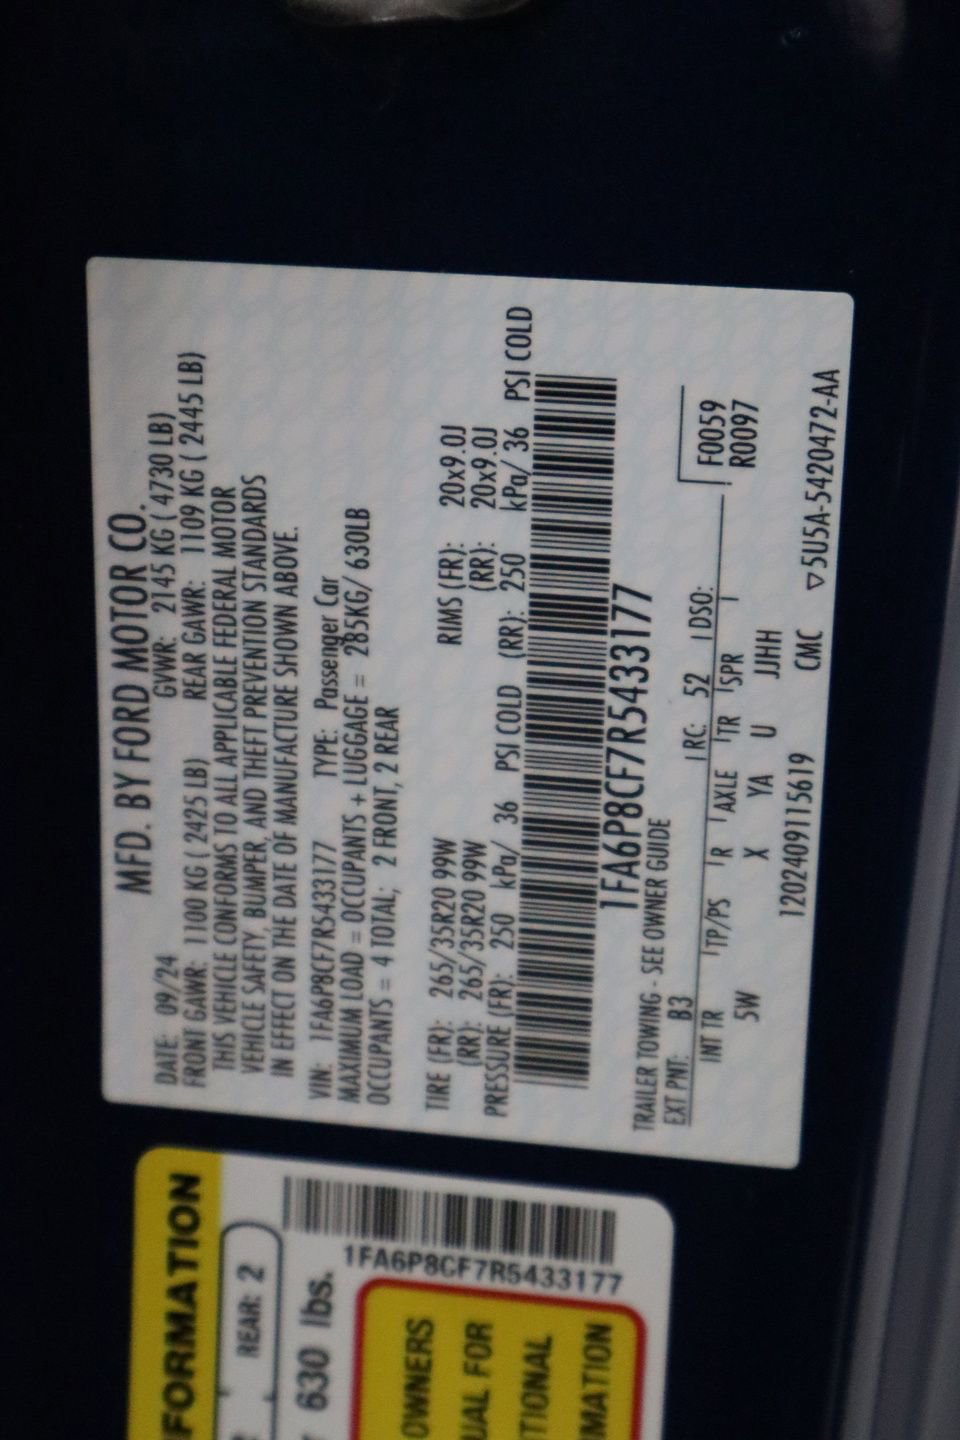 MFD. BY FORD MOTOR CO.
DATE: 09/24 GVWR: 2145 KG ( 4730 LB)
FRONT GAWR: 1100 KG ( 2425 LB) REAR GAWR: 1109 KG ( 2445 LB)
THIS VEHICLE CONFORMS TO ALL APPLICABLE FEDERAL MOTOR
VEHICLE SAFETY, BUMPER, AND THEFT PREVENTION STANDARDS
IN EFFECT ON THE DATE OF MANUFACTURE SHOWN ABOVE.
VIN: 1FA6P8CF7R5433177 TYPE: Passenger Car
MAXIMUM LOAD = OCCUPANTS + LUGGAGE = 285KG/ 630LB
OCCUPANTS = 4 TOTAL; 2 FRONT, 2 REAR
TIRE (FR): 265/35R20 99W RIMS (FR): 20x9.0J
(RR): 265/35R20 99W (RR): 20x9.0J
PRESSURE (FR): 250 kPa/ 36 PSI COLD (RR): 250 kPa/ 36 PSI COLD
1FA6P8CF7R5433177
TRAILER TOWING - SEE OWNER GUIDE
EXT PNT: B3 RC: 52 DSO:
F0059
R0097
INT TR TP/PS R AXLE TR SPR
5W X YA U JJHH
1202409115619 CMC ▽5U5A-5420472-AA
FORMATION
REAR: 2
630 lbs.
1FA6P8CF7R5433177
OWNERS
UAL FOR
TIONAL
MATION